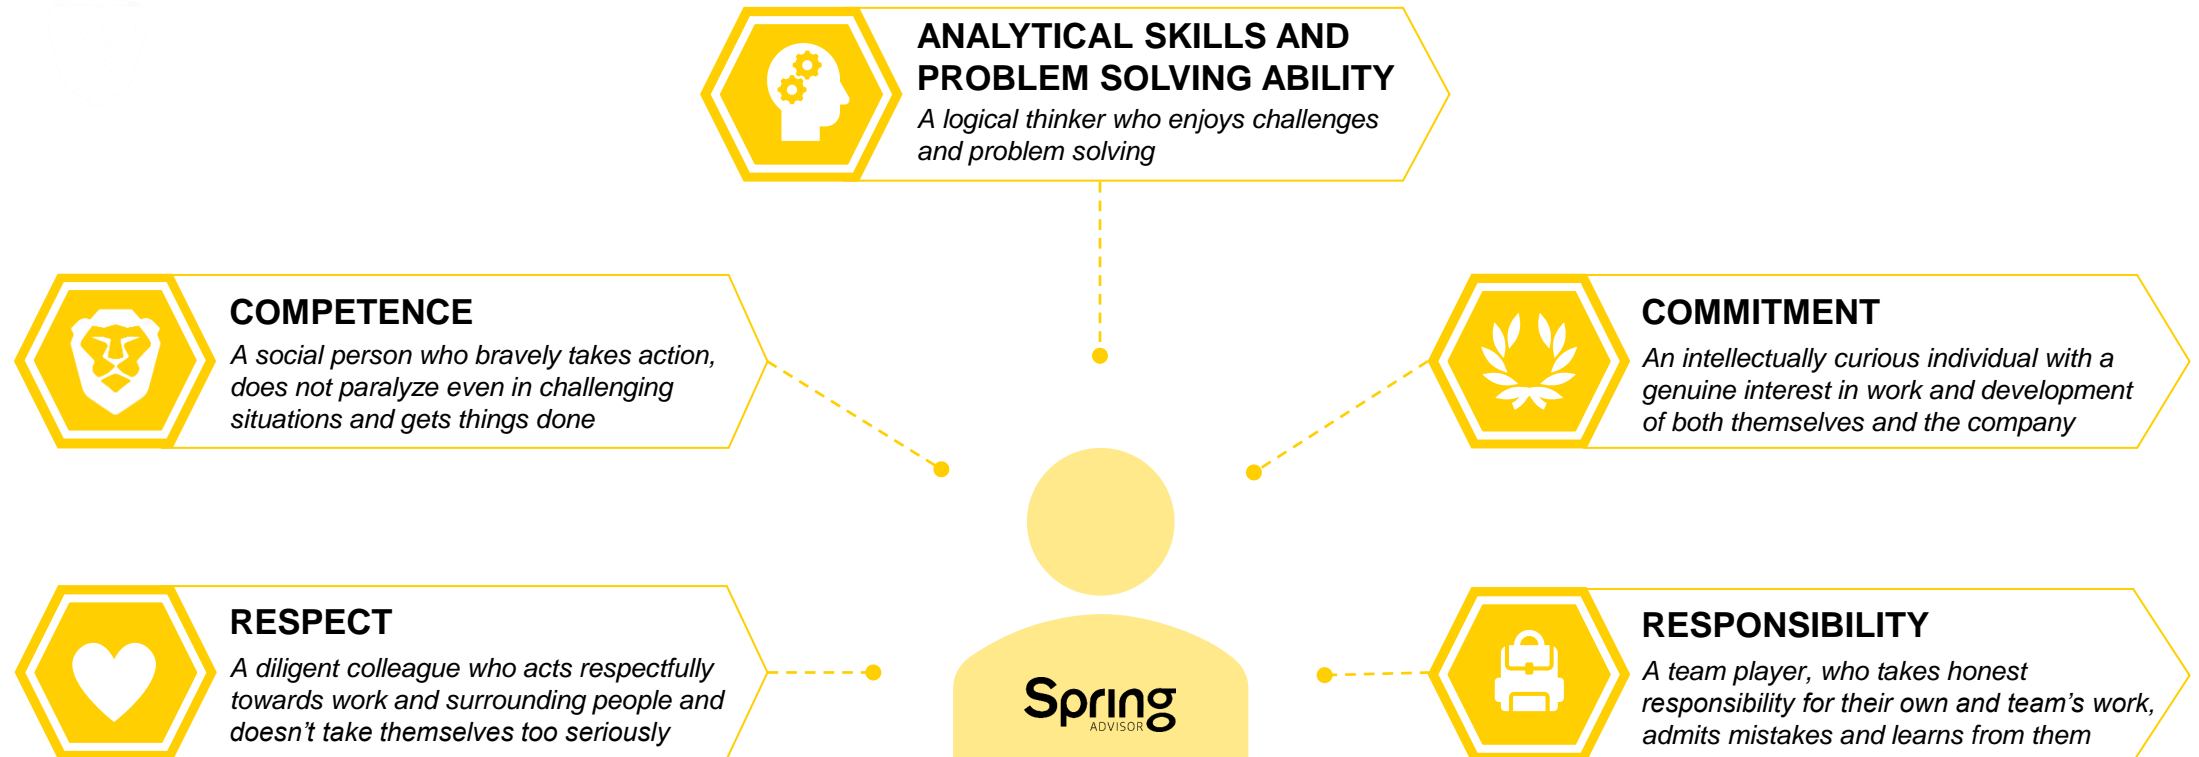 ANALYTICAL SKILLS AND
PROBLEM SOLVING ABILITY
A logical thinker who enjoys challenges
and problem solving
COMPETENCE
A social person who bravely takes action,
does not paralyze even in challenging
situations and gets things done
COMMITMENT
An intellectually curious individual with a
genuine interest in work and development
of both themselves and the company
RESPECT
A diligent colleague who acts respectfully
towards work and surrounding people and
doesn't take themselves too seriously
Spring
ADVISOR
RESPONSIBILITY
A team player, who takes honest
responsibility for their own and team's work,
admits mistakes and learns from them